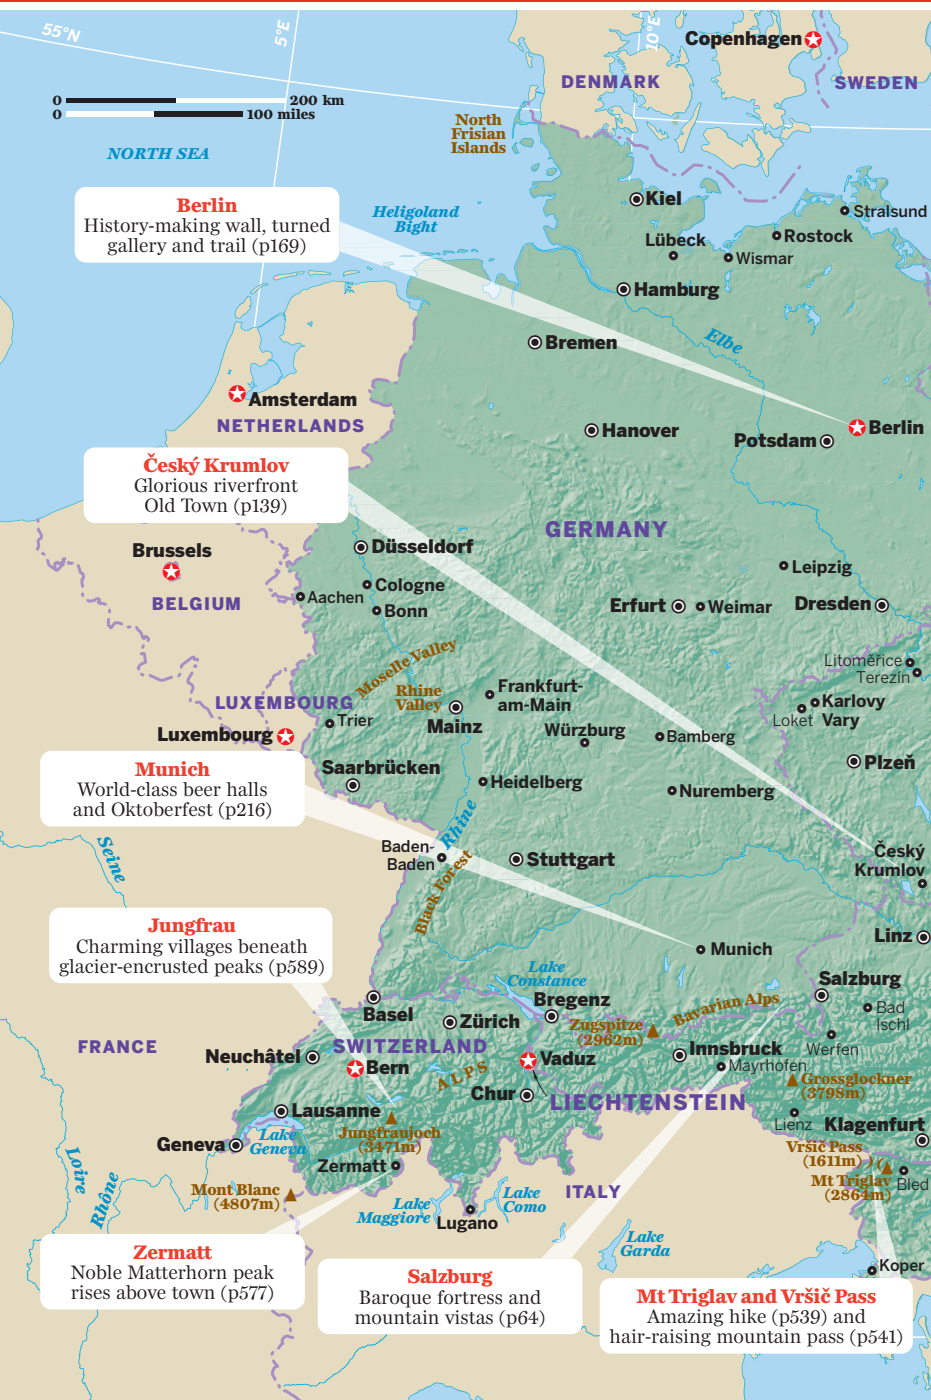 55°N
5°E
10°E
Copenhagen
DENMARK
SWEDEN
0 200 km
0 100 miles
North
Frisian
Islands
NORTH SEA
Berlin
History-making wall, turned
gallery and trail (p169)
Heligoland
Bight
Kiel
Stralsund
Lübeck
Rostock
Wismar
Hamburg
Elbe
Bremen
Amsterdam
NETHERLANDS
Hanover
Berlin
Potsdam
Český Krumlov
Glorious riverfront
Old Town (p139)
GERMANY
Brussels
Düsseldorf
Leipzig
Cologne
Aachen
BELGIUM
Bonn
Erfurt
Weimar
Dresden
Moselle Valley
Litoměřice
Terezín
Rhine
Valley
Frankfurt-
am-Main
LUXEMBOURG
Karlovy
Vary
Loket
Trier
Mainz
Luxembourg
Würzburg
Bamberg
Plzeň
Saarbrücken
Munich
World-class beer halls
and Oktoberfest (p216)
Heidelberg
Nuremberg
Rhine
Seine
Baden-
Baden
Stuttgart
Český
Krumlov
Black Forest
Jungfrau
Charming villages beneath
glacier-encrusted peaks (p589)
Linz
Munich
Lake
Constance
Salzburg
Basel
Bregenz
Bavarian Alps
Bad
Ischl
Zürich
Zugspitze
(2962m)
FRANCE
Neuchâtel
SWITZERLAND
Werfen
Innsbruck
Bern
Vaduz
Mayrhofen
ALPS
Grossglockner
(3798m)
Chur
LIECHTENSTEIN
Lausanne
Lienz
Klagenfurt
Geneva
Lake
Geneva
Jungfraujoch
(3471m)
Vršič Pass
(1611m)
Zermatt
Mt Triglav
(2864m)
Bled
Loire
Rhône
Mont Blanc
(4807m)
ITALY
Lake
Maggiore
Lake
Como
Lugano
Lake
Garda
Zermatt
Noble Matterhorn peak
rises above town (p577)
Koper
Salzburg
Baroque fortress and
mountain vistas (p64)
Mt Triglav and Vršič Pass
Amazing hike (p539) and
hair-raising mountain pass (p541)